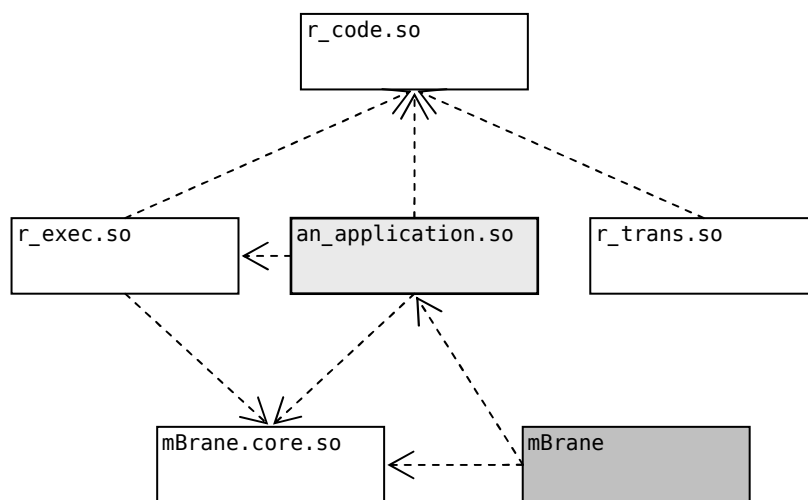 r_code.so
r_exec.so
an_application.so
r_trans.so
mBrane.core.so
mBrane